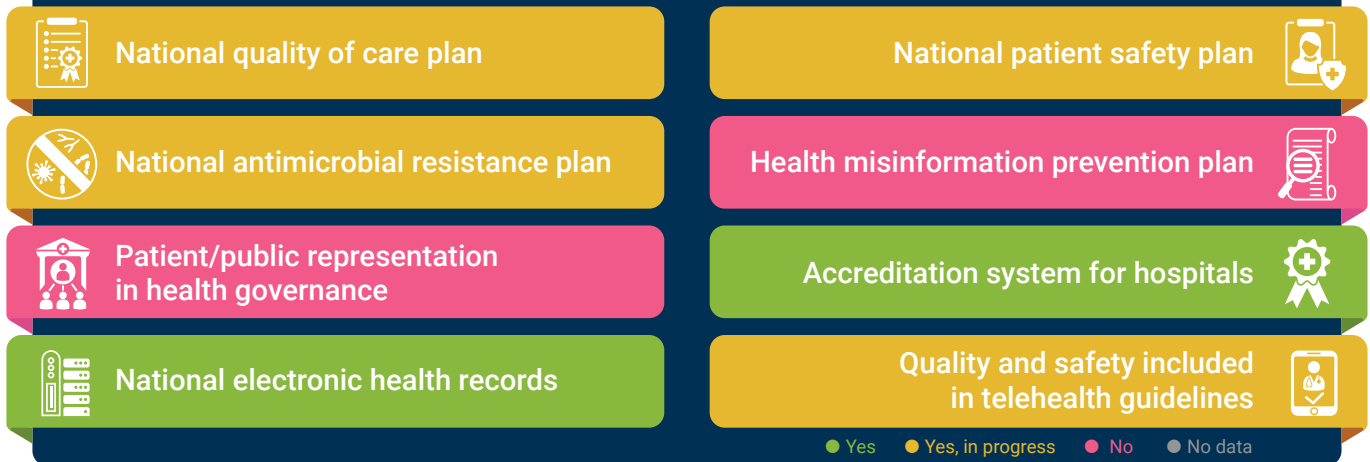 National quality of care plan
National patient safety plan
National antimicrobial resistance plan
Health misinformation prevention plan
Patient/public representation
in health governance
Accreditation system for hospitals
National electronic health records
Quality and safety included
in telehealth guidelines
Yes Yes, in progress No No data